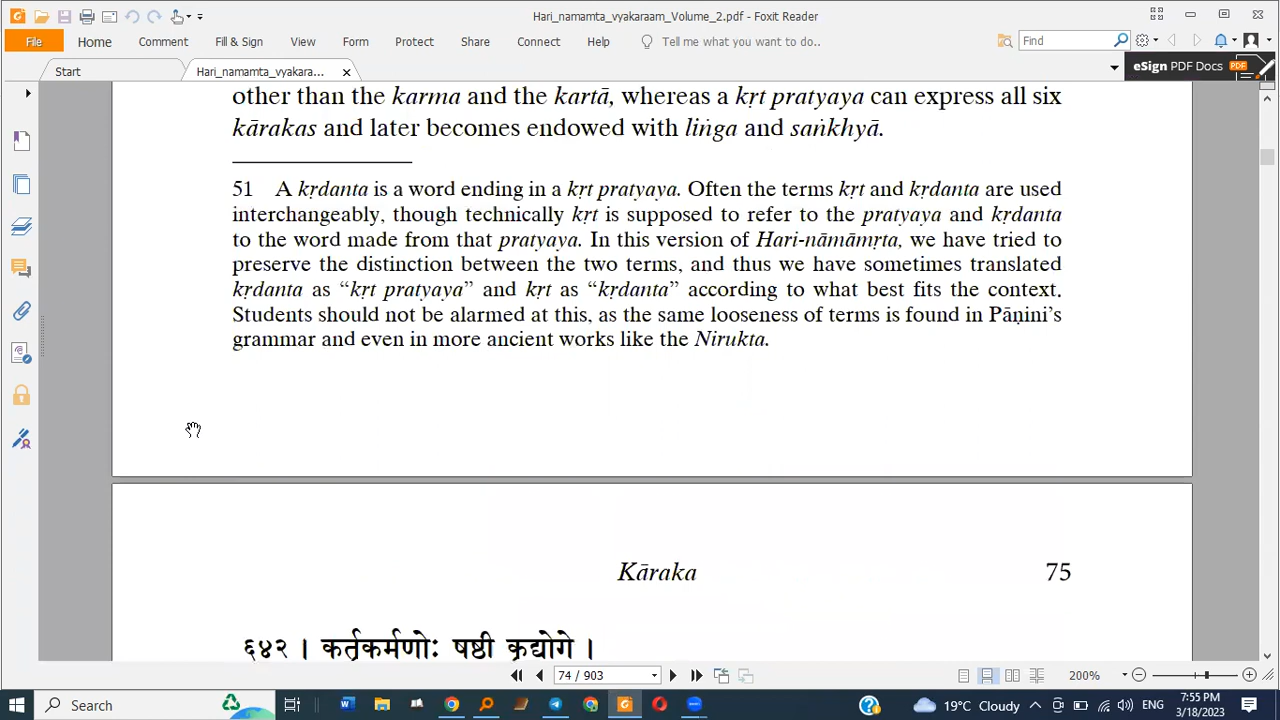 Hari_namamta_vyakaraam_Volume_2.pdf - Foxit Reader
File Home Comment Fill & Sign View Form Protect Share Connect Help Tell me what you want to do.. Find
Start Hari_namamta_vyakara... eSign PDF Docs PDF
other than the karma and the kartā, whereas a kṛt pratyaya can express all six
kārakas and later becomes endowed with liṅga and saṅkhyā.
51 A kṛdanta is a word ending in a kṛt pratyaya. Often the terms kṛt and kṛdanta are used
interchangeably, though technically kṛt is supposed to refer to the pratyaya and kṛdanta
to the word made from that pratyaya. In this version of Hari-nāmāmṛta, we have tried to
preserve the distinction between the two terms, and thus we have sometimes translated
kṛdanta as “kṛt pratyaya” and kṛt as “kṛdanta” according to what best fits the context.
Students should not be alarmed at this, as the same looseness of terms is found in Pāṇini’s
grammar and even in more ancient works like the Nirukta.
Kāraka 75
६४२ । कर्तृकर्मणोः षष्ठी कृद्योगे ।
74 / 903 200%
Search 19°C Cloudy ENG 7:55 PM
3/18/2023